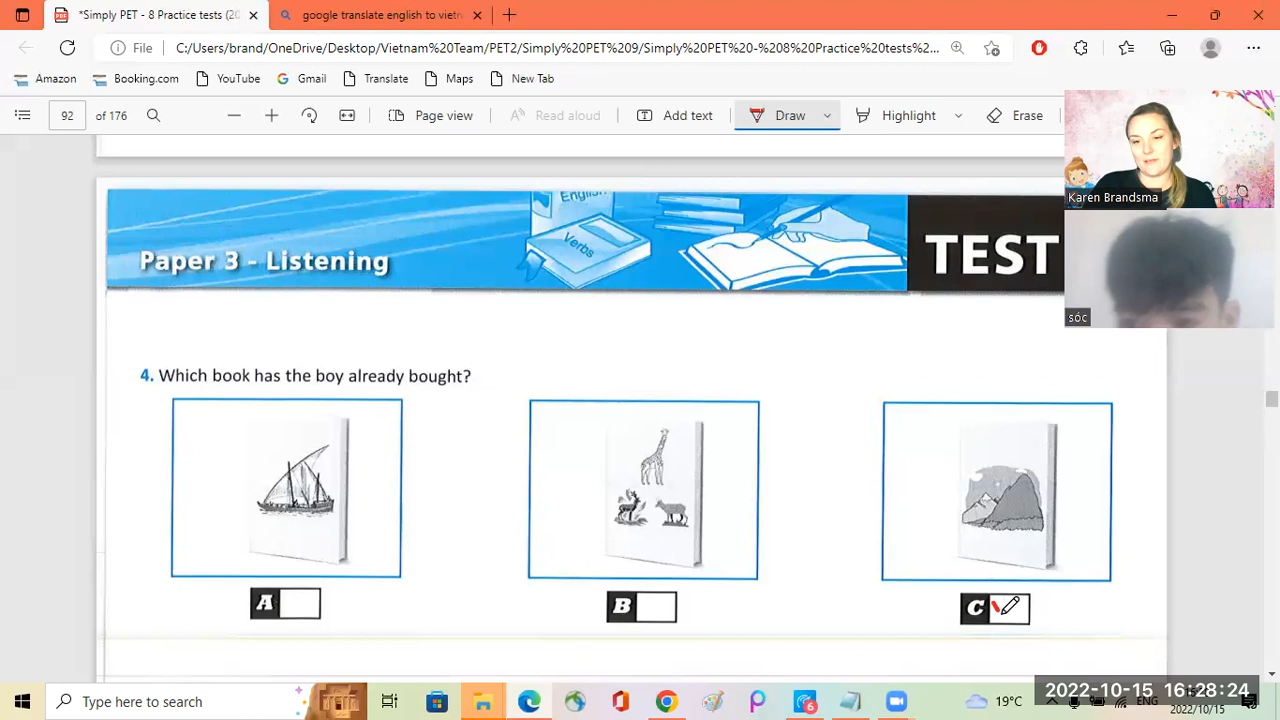 *Simply PET - 8 Practice tests (20
google translate english to vietn
File
C:/Users/brand/OneDrive/Desktop/Vietnam%20Team/PET2/Simply%20PET%209/Simply%20PET%20-%208%20Practice%20tests%2...
Amazon
Booking.com
YouTube
Gmail
Translate
Maps
New Tab
92 of 176
Page view
Read aloud
Add text
Draw
Highlight
Erase
Karen Brandsma
sóc
English
Verbs
Paper 3 - Listening
TEST
4. Which book has the boy already bought?
A
B
C
Type here to search
6
19°C
ENG
2022-10-15 16:28:24
2022/10/15